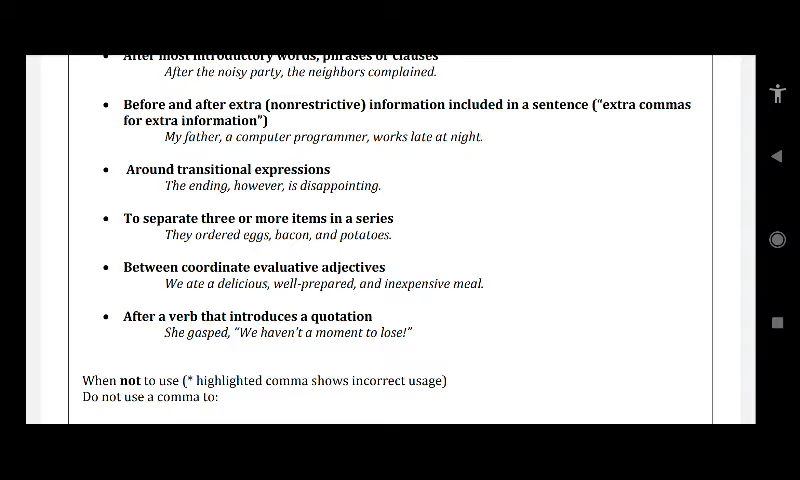 After most introductory words, phrases or clauses
After the noisy party, the neighbors complained.
• Before and after extra (nonrestrictive) information included in a sentence (“extra commas
for extra information”)
My father, a computer programmer, works late at night.
• Around transitional expressions
The ending, however, is disappointing.
• To separate three or more items in a series
They ordered eggs, bacon, and potatoes.
• Between coordinate evaluative adjectives
We ate a delicious, well-prepared, and inexpensive meal.
• After a verb that introduces a quotation
She gasped, “We haven't a moment to lose!”
When not to use (* highlighted comma shows incorrect usage)
Do not use a comma to: